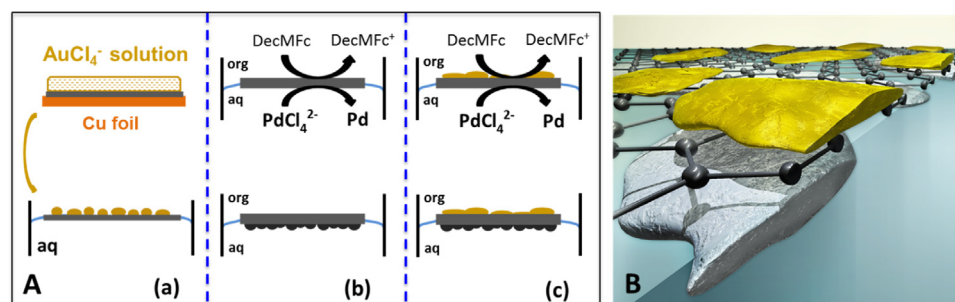 AuCl₄⁻ solution
Cu foil
aq
A
(a)
DecMFc DecMFc⁺
org
aq
PdCl₄²⁻ Pd
org
aq
(b)
DecMFc DecMFc⁺
org
aq
PdCl₄²⁻ Pd
org
aq
(c)
B